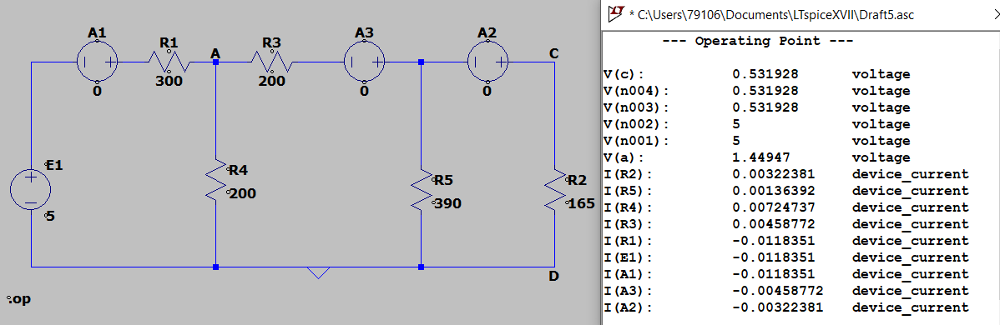 * C:\Users\79106\Documents\LTspiceXVII\Draft5.asc
--- Operating Point ---
V(c): 0.531928 voltage
V(n004): 0.531928 voltage
V(n003): 0.531928 voltage
V(n002): 5 voltage
V(n001): 5 voltage
V(a): 1.44947 voltage
I(R2): 0.00322381 device_current
I(R5): 0.00136392 device_current
I(R4): 0.00724737 device_current
I(R3): 0.00458772 device_current
I(R1): -0.0118351 device_current
I(E1): -0.0118351 device_current
I(A1): -0.0118351 device_current
I(A3): -0.00458772 device_current
I(A2): -0.00322381 device_current
A1
R1
A
R3
A3
A2
C
0
300
200
0
0
E1
5
R4
200
R5
390
R2
165
D
.op